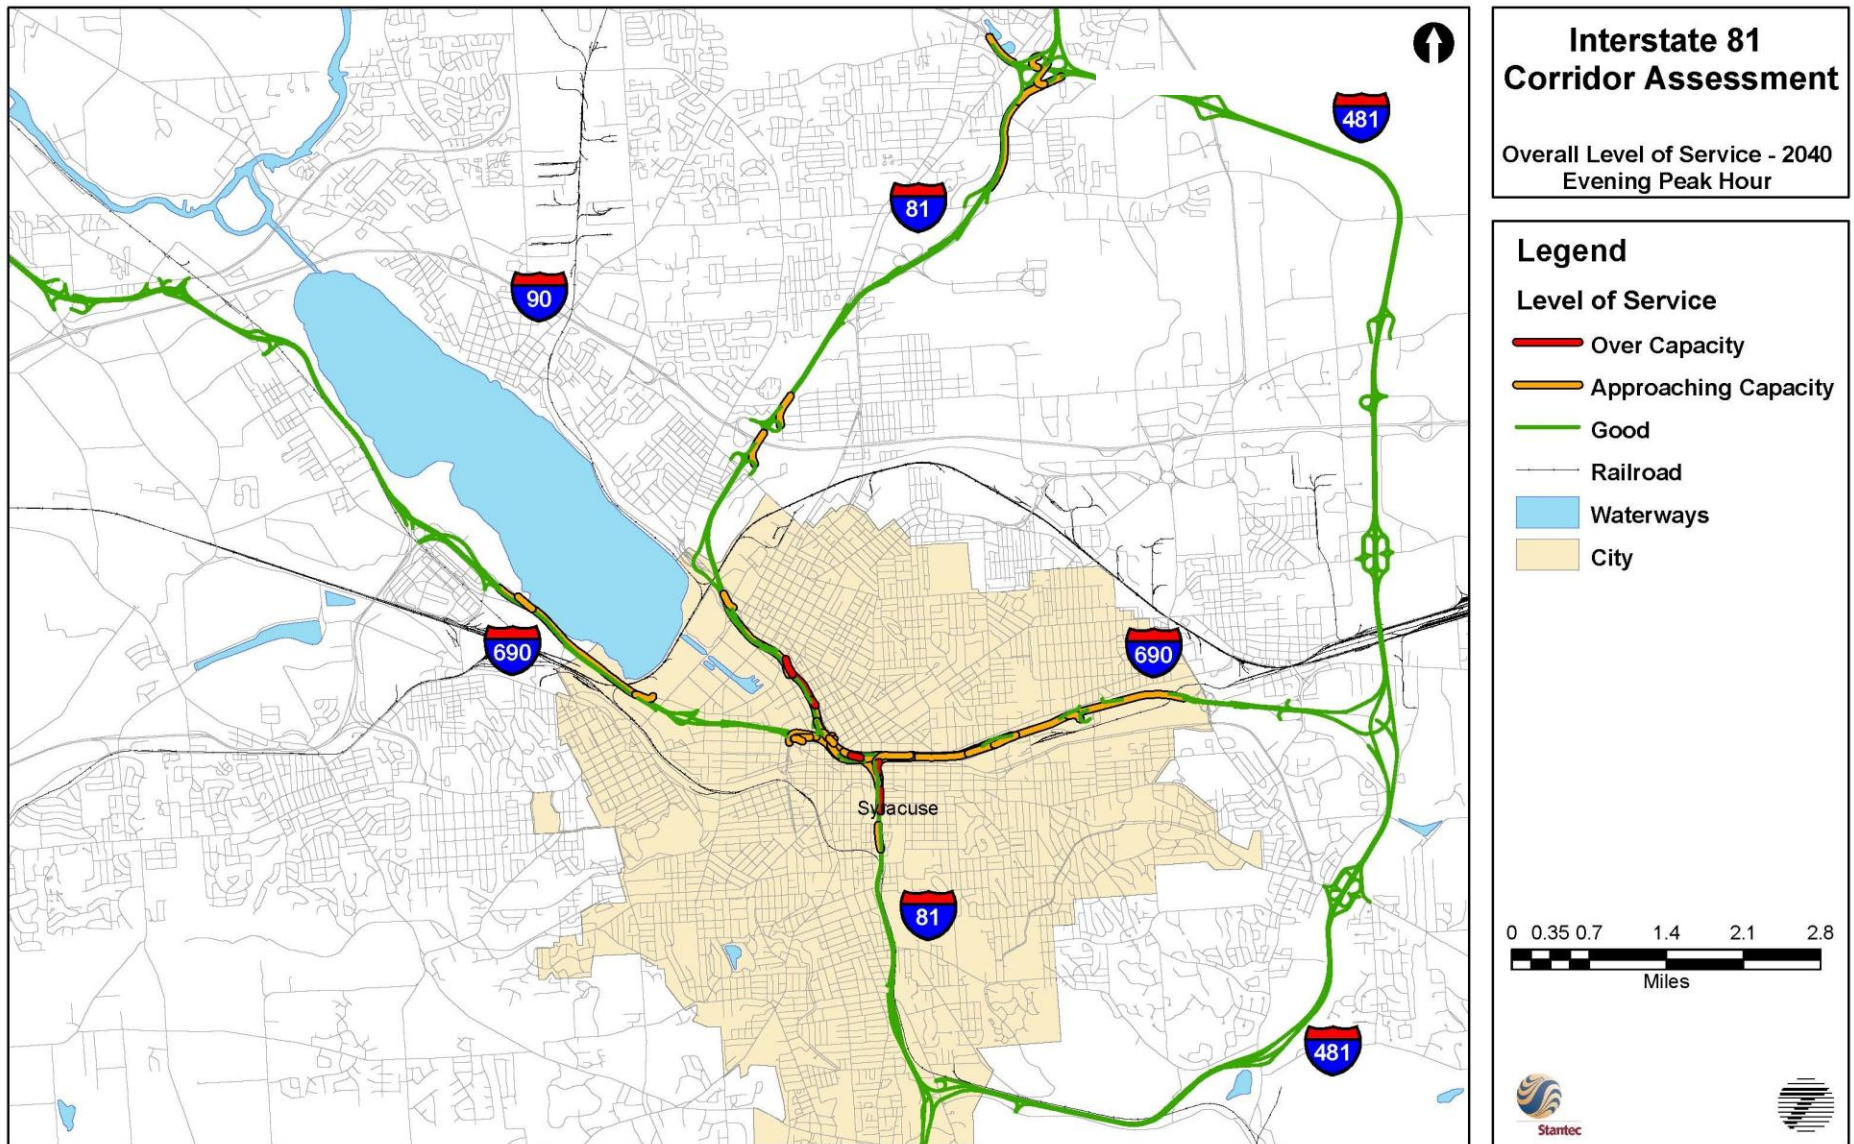 Interstate 81
Corridor Assessment
Overall Level of Service - 2040
Evening Peak Hour
Legend
Level of Service
Over Capacity
Approaching Capacity
Good
Railroad
Waterways
City
0 0.35 0.7 1.4 2.1 2.8
Miles
Stantec
481
81
90
690
690
Syracuse
81
481